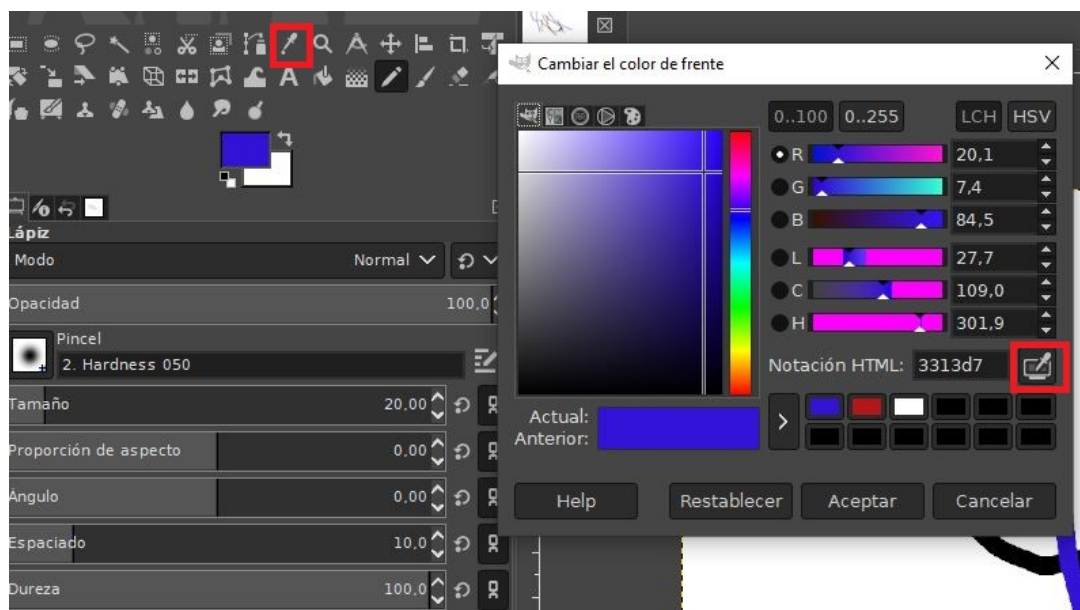 Cambiar el color de frente
0..100 0..255 LCH HSV
R 20,1
G 7,4
B 84,5
L 27,7
C 109,0
H 301,9
Notación HTML: 3313d7
Actual:
Anterior:
Help Restablecer Aceptar Cancelar
Lápiz
Modo Normal
Opacidad 100,0
Pincel
2. Hardness 050
Tamaño 20,00
Proporción de aspecto 0,00
Ángulo 0,00
Espaciado 10,0
Dureza 100,0